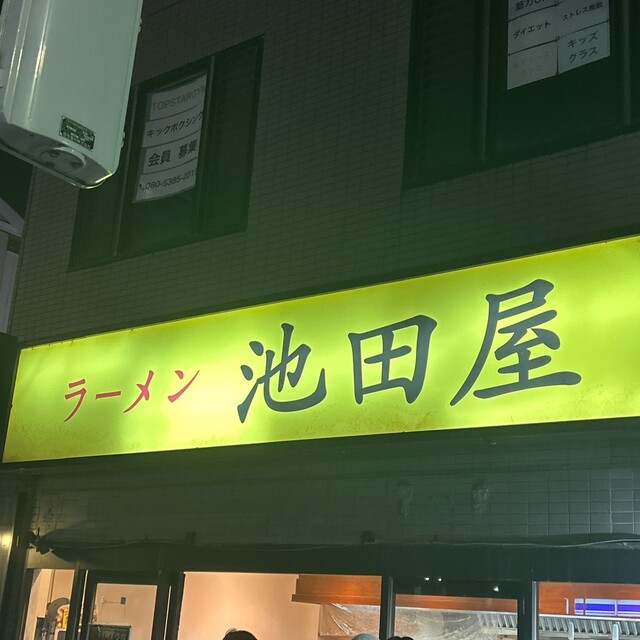 ダイエット
ストレス発散
キッズ
クラス
TOPSTARGYM
キックボクシング
会員 募集
ラーメン 池田屋